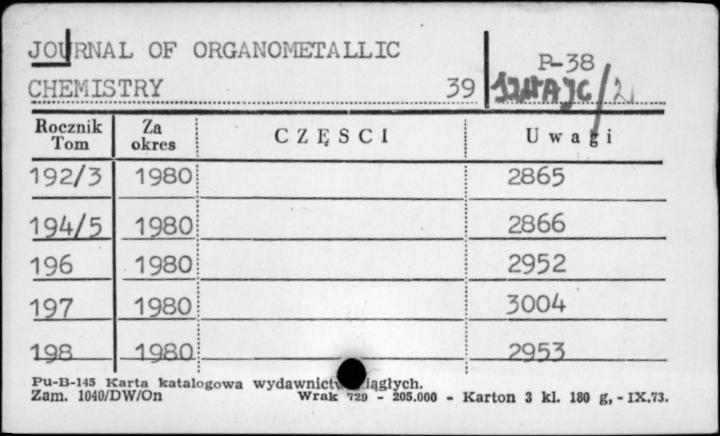 JOURNAL OF ORGANOMETALLIC
P-38
CHEMISTRY 39
Rocznik Tom Za okres CZĘŚCI Uwagi
192/3 1980 2865
194/5 1980 2866
196 1980 2952
197 1980 3004
198 1980 2953
Pu-B-145 Karta katalogowa wydawnictw ciągłych.
Zam. 1040/DW/On Wrak 729 - 205.000 - Karton 3 kl. 180 g, - IX.73.